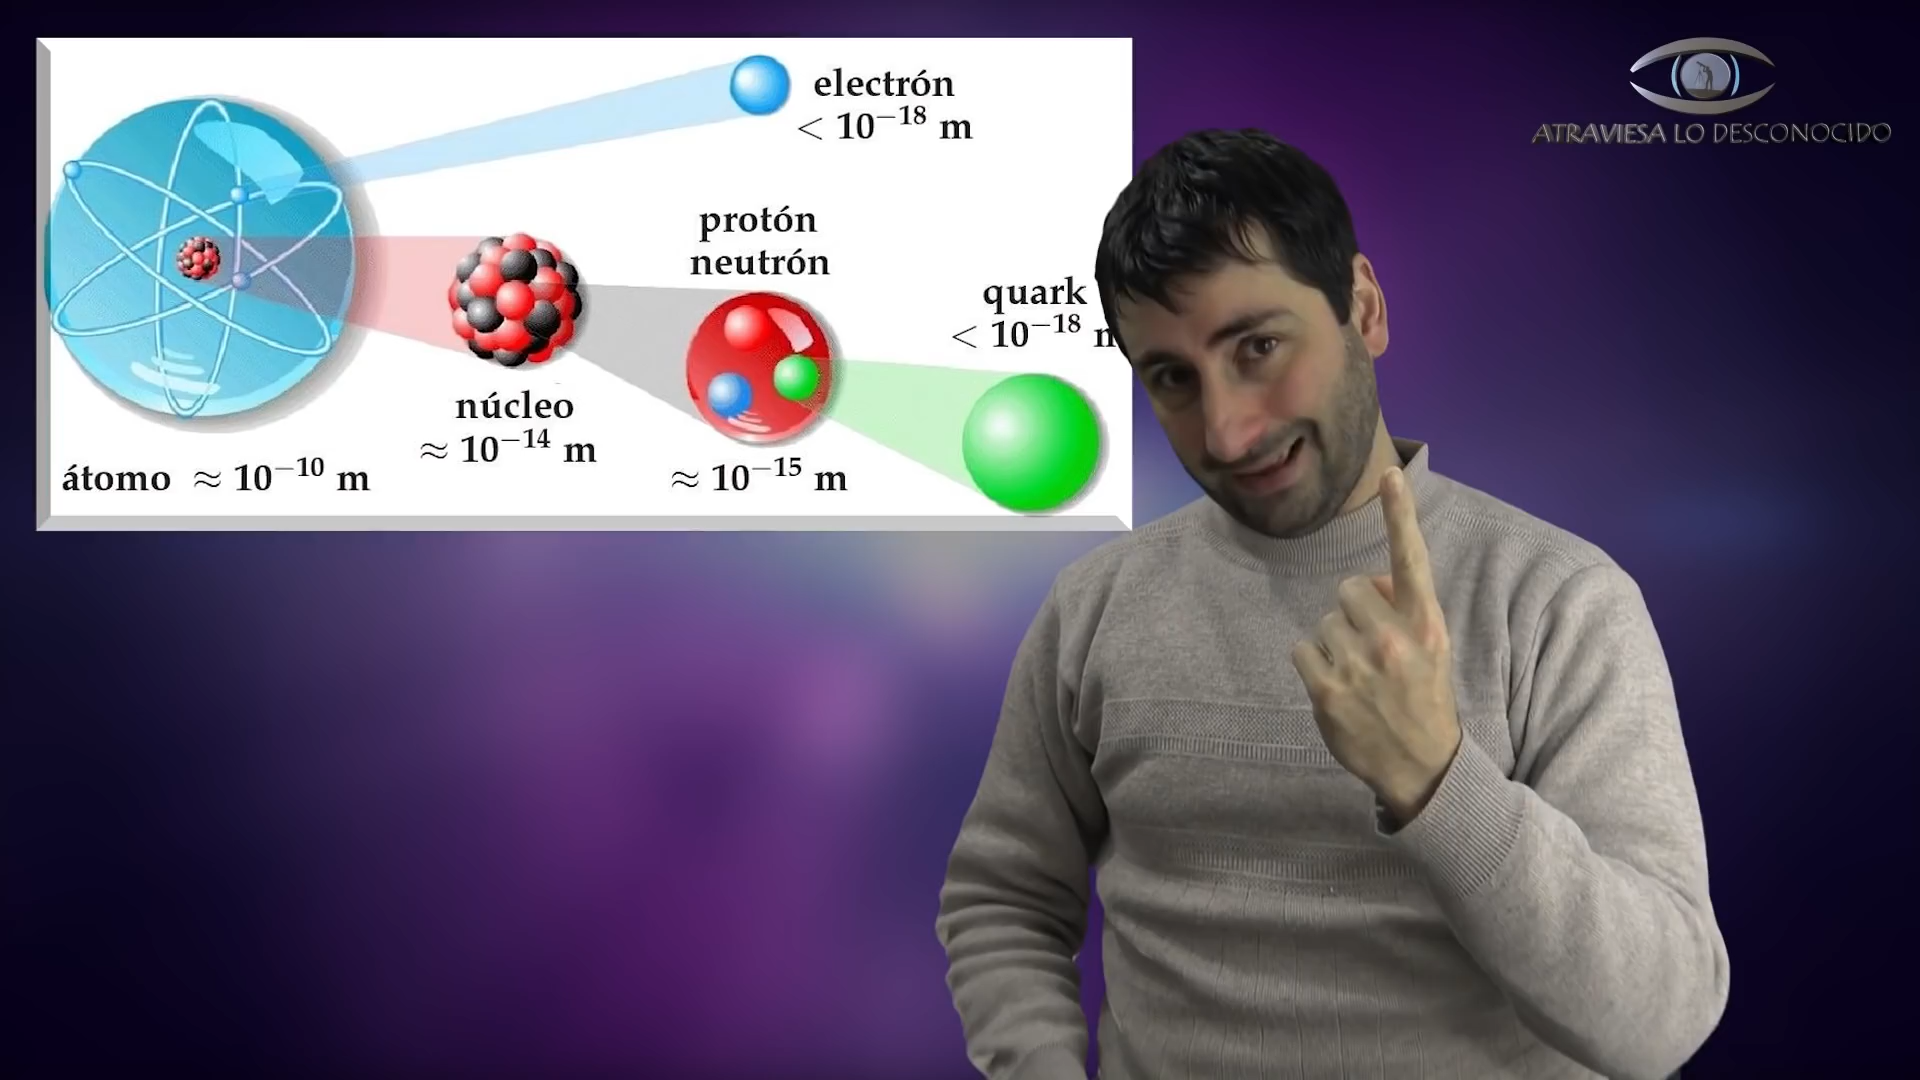 electrón
< 10⁻¹⁸ m
protón
neutrón
quark
< 10⁻¹⁸
núcleo
≈ 10⁻¹⁴ m
átomo ≈ 10⁻¹⁰ m
≈ 10⁻¹⁵ m
ATRAVIESA LO DESCONOCIDO